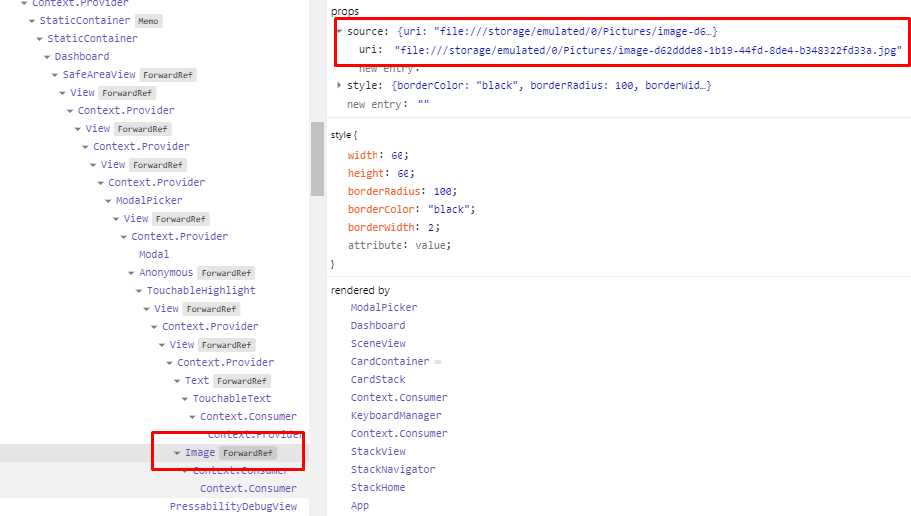 Context.Provider
StaticContainer Memo
StaticContainer
Dashboard
SafeAreaView ForwardRef
View ForwardRef
Context.Provider
View ForwardRef
Context.Provider
View ForwardRef
Context.Provider
ModalPicker
View ForwardRef
Context.Provider
Modal
Anonymous ForwardRef
TouchableHighlight
View ForwardRef
Context.Provider
View ForwardRef
Context.Provider
Text ForwardRef
TouchableText
Context.Consumer
Context.Provider
Image ForwardRef
Context.Consumer
Context.Consumer
PressabilityDebugView
props
source: {uri: "file:///storage/emulated/0/Pictures/image-d6…}
uri: "file:///storage/emulated/0/Pictures/image-d62ddde8-1b19-44fd-8de4-b348322fd33a.jpg"
new entry:
style: {borderColor: "black", borderRadius: 100, borderWid…}
new entry: ""
style {
width: 60;
height: 60;
borderRadius: 100;
borderColor: "black";
borderWidth: 2;
attribute: value;
}
rendered by
ModalPicker
Dashboard
SceneView
CardContainer
CardStack
Context.Consumer
KeyboardManager
Context.Consumer
StackView
StackNavigator
StackHome
App